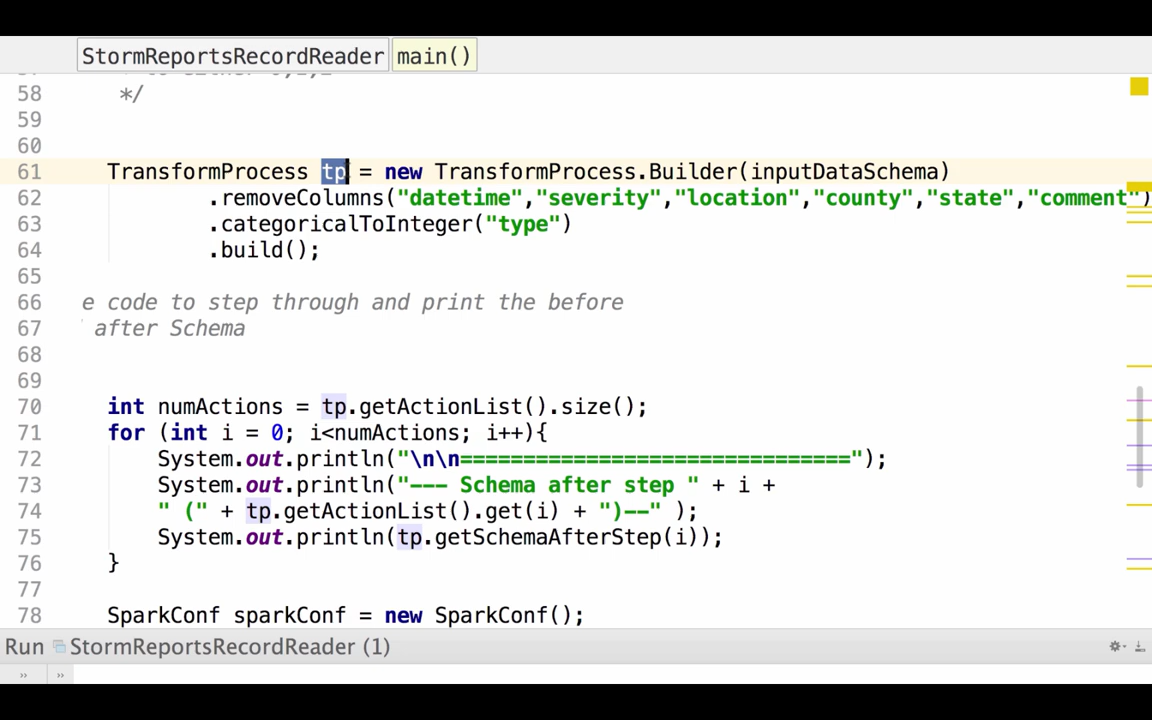 StormReportsRecordReader main()
58 */
59
60
61 TransformProcess tp = new TransformProcess.Builder(inputDataSchema)
62 .removeColumns("datetime","severity","location","county","state","comment")
63 .categoricalToInteger("type")
64 .build();
65
66 e code to step through and print the before
67 after Schema
68
69
70 int numActions = tp.getActionList().size();
71 for (int i = 0; i<numActions; i++){
72 System.out.println("\n\n===============================");
73 System.out.println("--- Schema after step " + i +
74 " (" + tp.getActionList().get(i) + ")--" );
75 System.out.println(tp.getSchemaAfterStep(i));
76 }
77
78 SparkConf sparkConf = new SparkConf();
Run StormReportsRecordReader (1)
» »